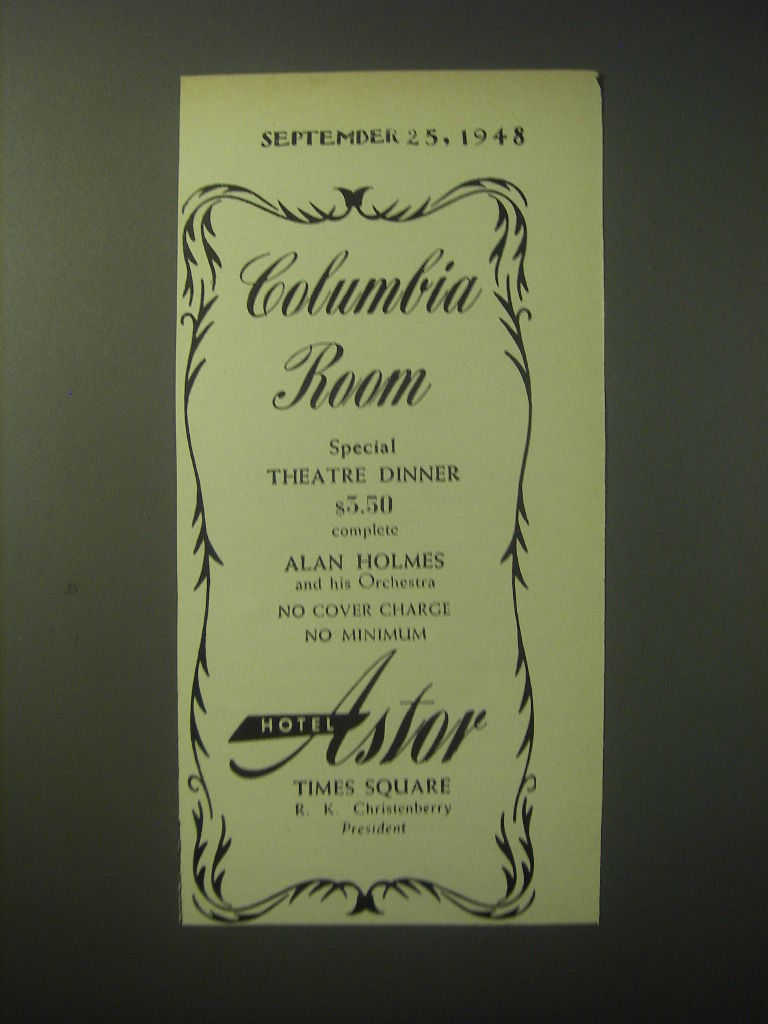 SEPTEMBER 25, 1948
Columbia
Room
Special
THEATRE DINNER
$3.50
complete
ALAN HOLMES
and his Orchestra
NO COVER CHARGE
NO MINIMUM
HOTEL Astor
TIMES SQUARE
R. K. Christenberry
President